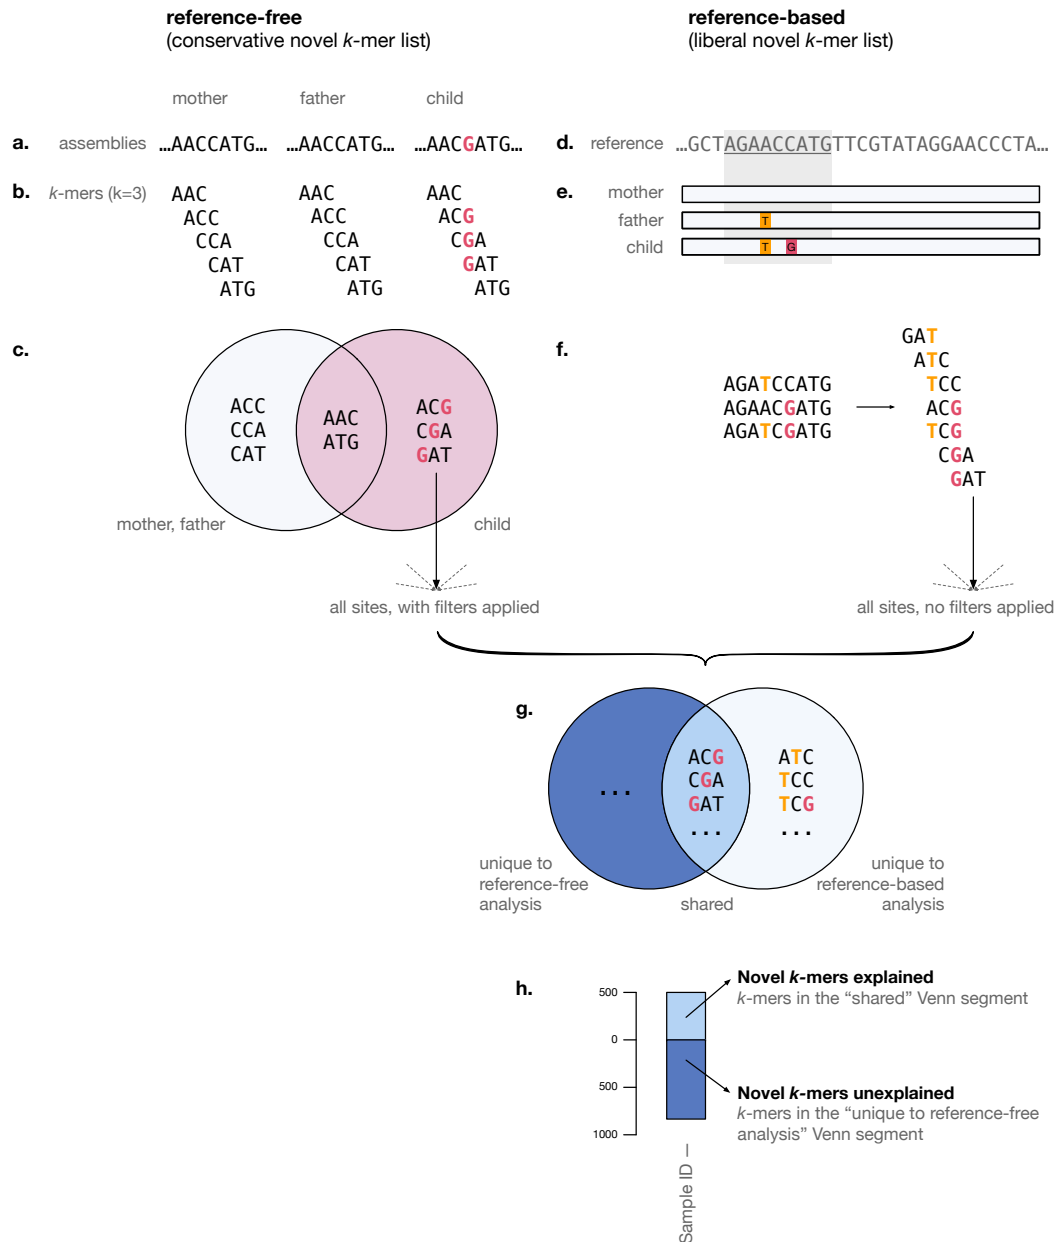 reference-free
(conservative novel k-mer list)
reference-based
(liberal novel k-mer list)
mother father child
a. assemblies ...AACCATG... ...AACCATG... ...AACGATG...
b. k-mers (k=3)
AAC AAC AAC
ACC ACC ACG
CCA CCA CGA
CAT CAT GAT
ATG ATG ATG
c.
ACC
CCA
CAT
AAC
ATG
ACG
CGA
GAT
mother, father
child
all sites, with filters applied
d. reference ...GCTAGAACCATGTTCGTATAGGAACCCTA...
e. mother
father T
child T G
f.
AGATCCATG
AGAACGATG
AGATCGATG
GAT
ATC
TCC
ACG
TCG
CGA
GAT
all sites, no filters applied
g.
...
ACG
CGA
GAT
...
ATC
TCC
TCG
...
unique to
reference-free
analysis
shared
unique to
reference-based
analysis
h.
500
0
500
1000
Sample ID —
Novel k-mers explained
k-mers in the “shared” Venn segment
Novel k-mers unexplained
k-mers in the “unique to reference-free
analysis” Venn segment